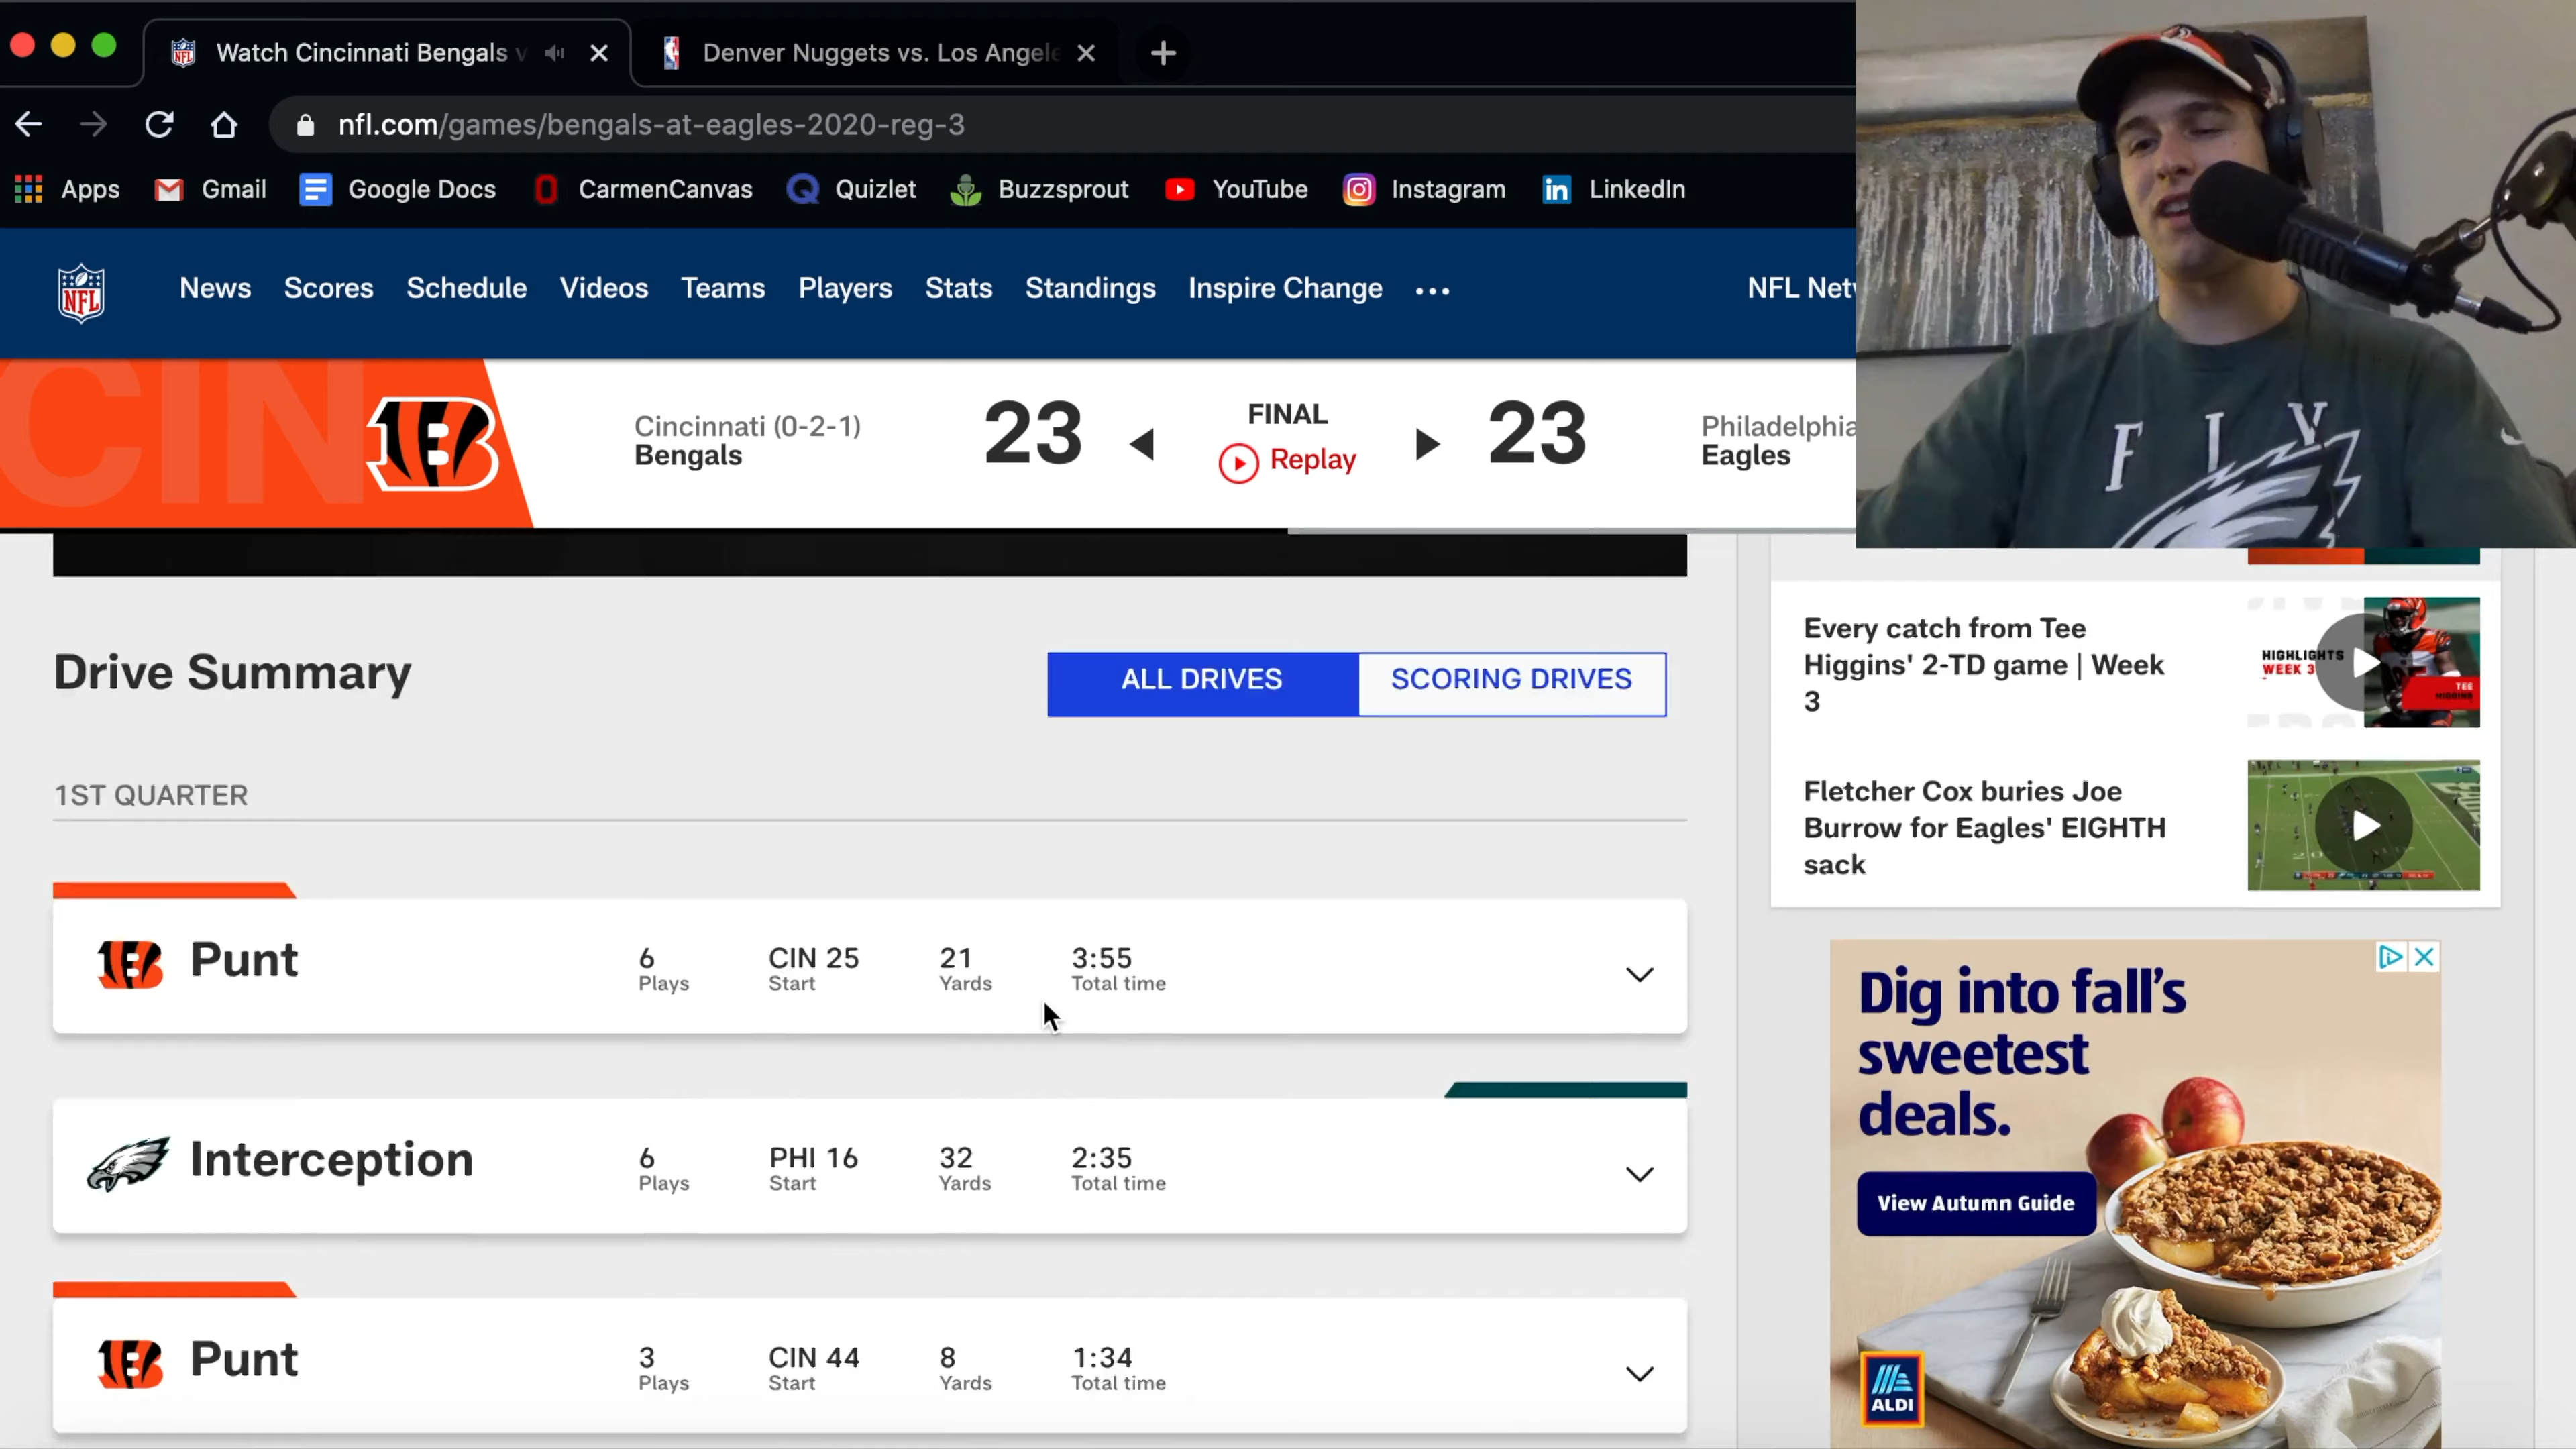 Watch Cincinnati Bengals v
Denver Nuggets vs. Los Angele
nfl.com/games/bengals-at-eagles-2020-reg-3
Apps
Gmail
Google Docs
CarmenCanvas
Quizlet
Buzzsprout
YouTube
Instagram
LinkedIn
NFL
News
Scores
Schedule
Videos
Teams
Players
Stats
Standings
Inspire Change
NFL Netw
CIN
Cincinnati (0-2-1)
Bengals
23
FINAL
Replay
23
Philadelphia
Eagles
FLY
Drive Summary
ALL DRIVES
SCORING DRIVES
1ST QUARTER
Punt
6
Plays
CIN 25
Start
21
Yards
3:55
Total time
Interception
6
Plays
PHI 16
Start
32
Yards
2:35
Total time
Punt
3
Plays
CIN 44
Start
8
Yards
1:34
Total time
Every catch from Tee
Higgins' 2-TD game | Week
3
HIGHLIGHTS
WEEK 3
TEE
HIGGINS
Fletcher Cox buries Joe
Burrow for Eagles' EIGHTH
sack
Dig into fall's
sweetest
deals.
View Autumn Guide
ALDI